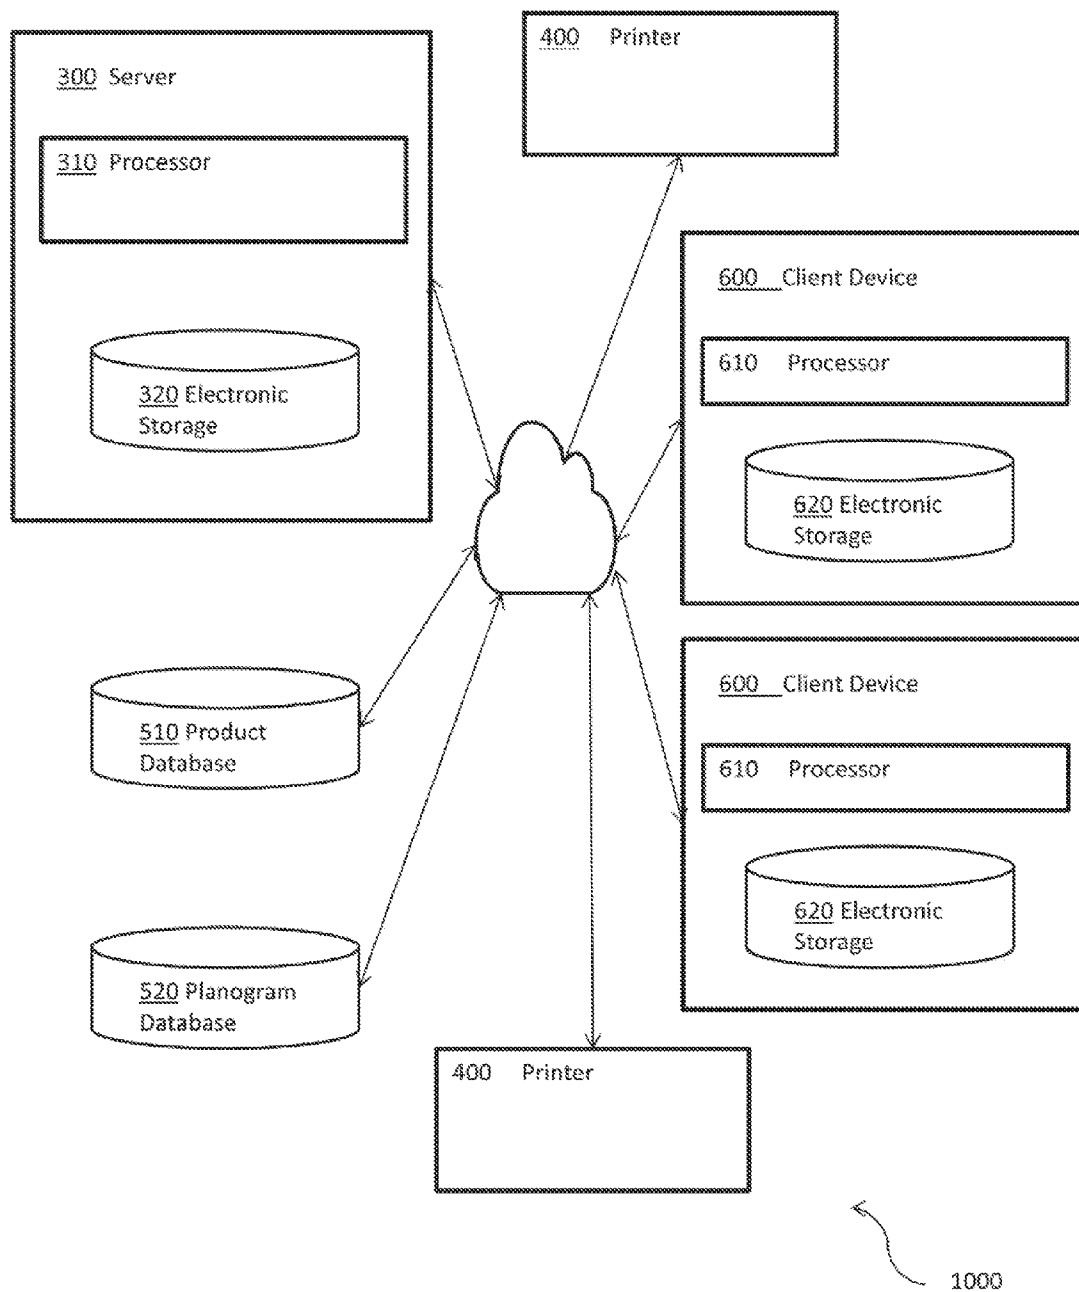 400 Printer
300 Server
310 Processor
320 Electronic
Storage
600 Client Device
610 Processor
620 Electronic
Storage
510 Product
Database
600 Client Device
610 Processor
620 Electronic
Storage
520 Planogram
Database
400 Printer
1000